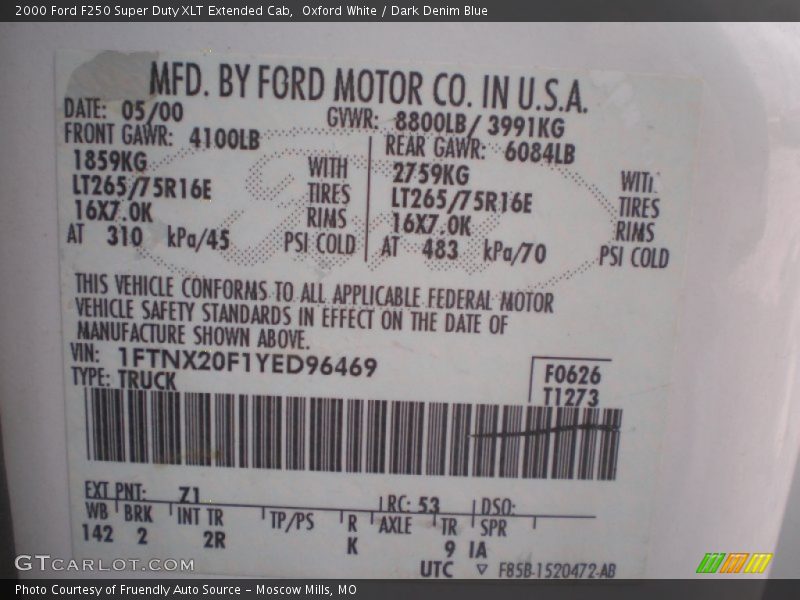 2000 Ford F250 Super Duty XLT Extended Cab,  Oxford White / Dark Denim Blue
MFD. BY FORD MOTOR CO. IN U.S.A.
DATE: 05/00 GVWR: 8800LB/ 3991KG
FRONT GAWR: 4100LB REAR GAWR: 6084LB
1859KG WITH 2759KG WITH
LT265/75R16E TIRES LT265/75R16E TIRES
16X7.0K RIMS 16X7.0K RIMS
AT 310 kPa/45 PSI COLD AT 483 kPa/70 PSI COLD
THIS VEHICLE CONFORMS TO ALL APPLICABLE FEDERAL MOTOR
VEHICLE SAFETY STANDARDS IN EFFECT ON THE DATE OF
MANUFACTURE SHOWN ABOVE.
VIN: 1FTNX20F1YED96469
TYPE: TRUCK
F0626
T1273
EXT PNT: Z1 RC: 53 DSO:
WB BRK INT TR TP/PS R AXLE TR SPR
142 2 2R K 9 IA
UTC ▽ F85B-1520472-AB
GTCARLOT.COM
Photo Courtesy of Fruendly Auto Source – Moscow Mills, MO